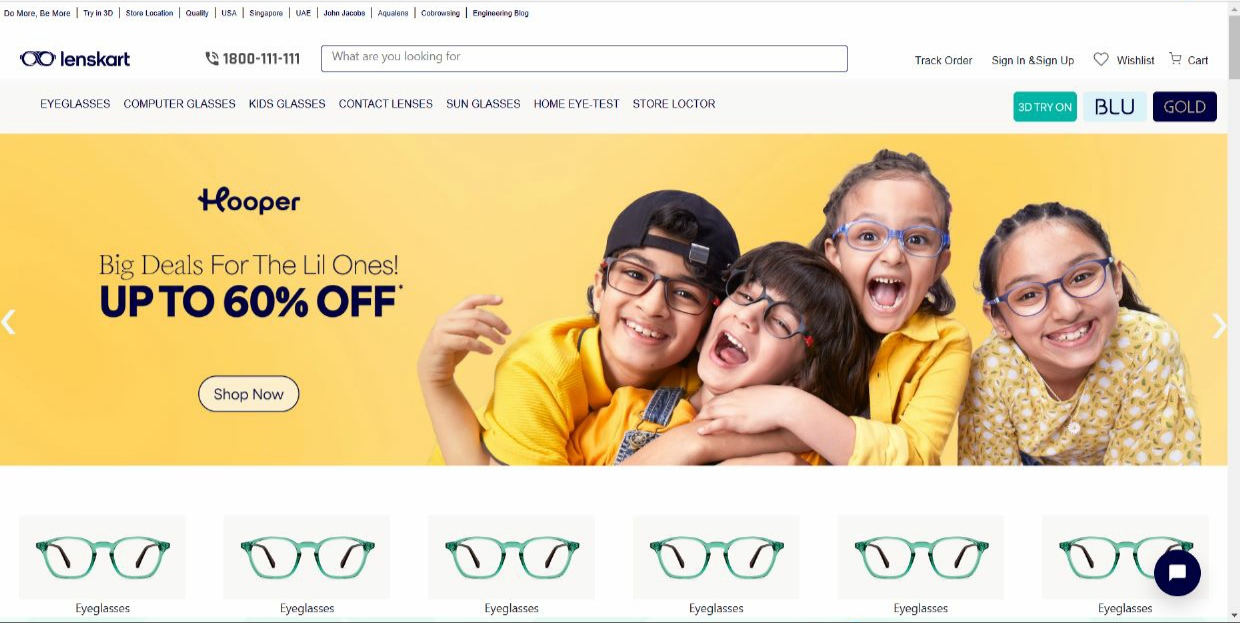 Do More, Be More | Try in 3D | Store Location | Quality | USA | Singapore | UAE | John Jacobs | Aqualens | Cobrowsing | Engineering Blog
lenskart 1800-111-111 What are you looking for Track Order Sign In &Sign Up Wishlist Cart
EYEGLASSES COMPUTER GLASSES KIDS GLASSES CONTACT LENSES SUN GLASSES HOME EYE-TEST STORE LOCTOR 3D TRY ON BLU GOLD
Hooper
Big Deals For The Lil Ones!
UP TO 60% OFF*
Shop Now
Eyeglasses Eyeglasses Eyeglasses Eyeglasses Eyeglasses Eyeglasses